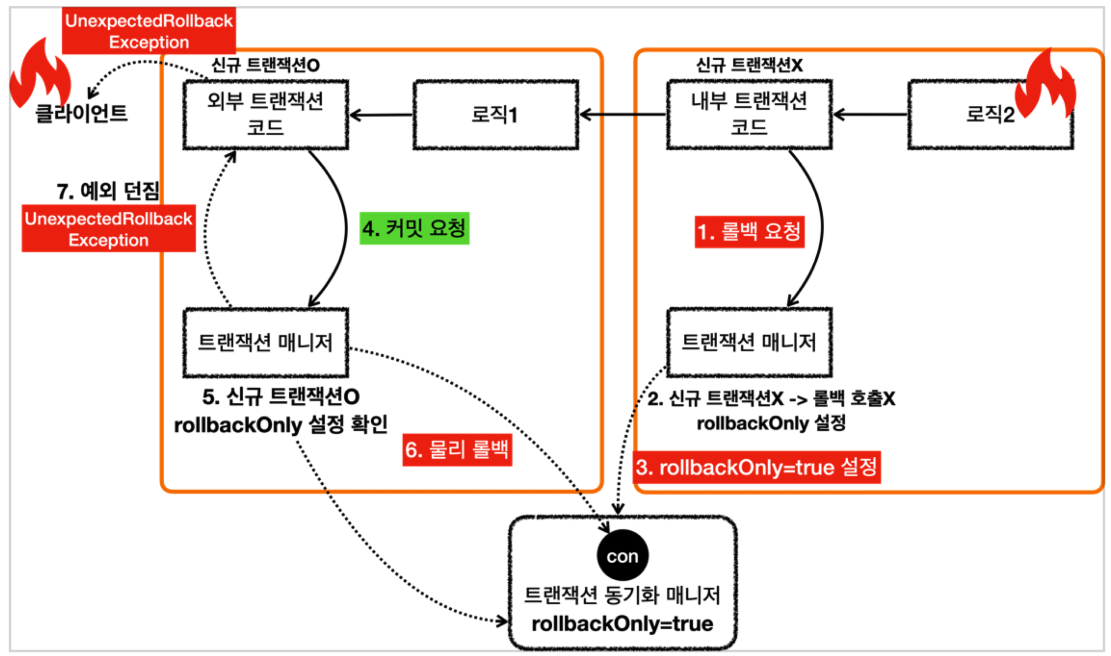 UnexpectedRollback
Exception
클라이언트
신규 트랜잭션O
외부 트랜잭션
코드
로직1
신규 트랜잭션X
내부 트랜잭션
코드
로직2
7. 예외 던짐
UnexpectedRollback
Exception
4. 커밋 요청
1. 롤백 요청
트랜잭션 매니저
트랜잭션 매니저
5. 신규 트랜잭션O
rollbackOnly 설정 확인
2. 신규 트랜잭션X -> 롤백 호출X
rollbackOnly 설정
6. 물리 롤백
3. rollbackOnly=true 설정
con
트랜잭션 동기화 매니저
rollbackOnly=true